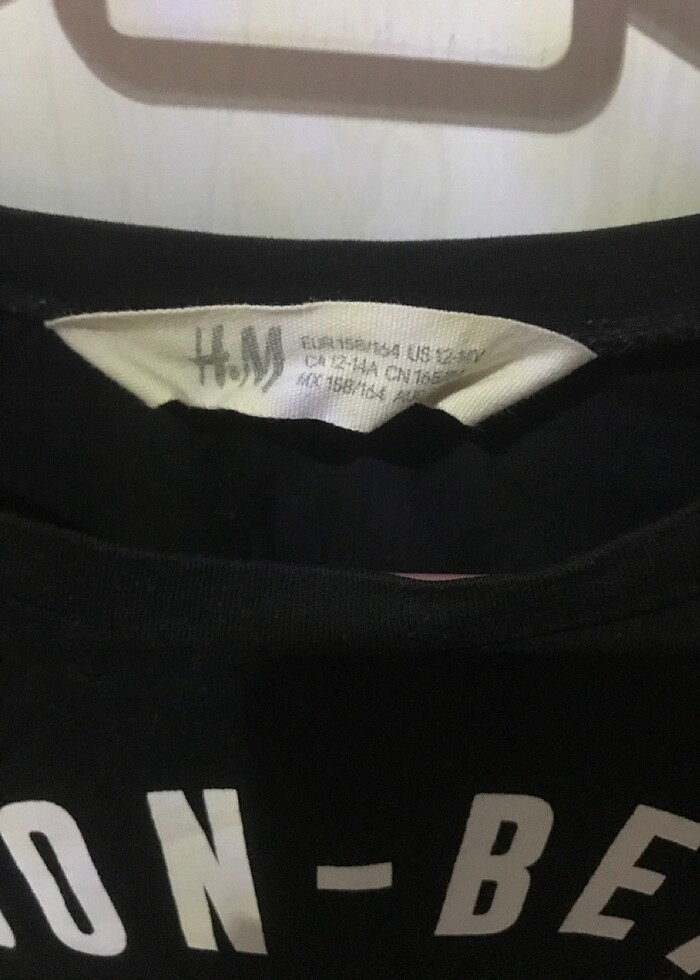 H&M
EUR 158/164 US 12-14Y
CA 12-14A CN 165
MX 158/164
ON-BE